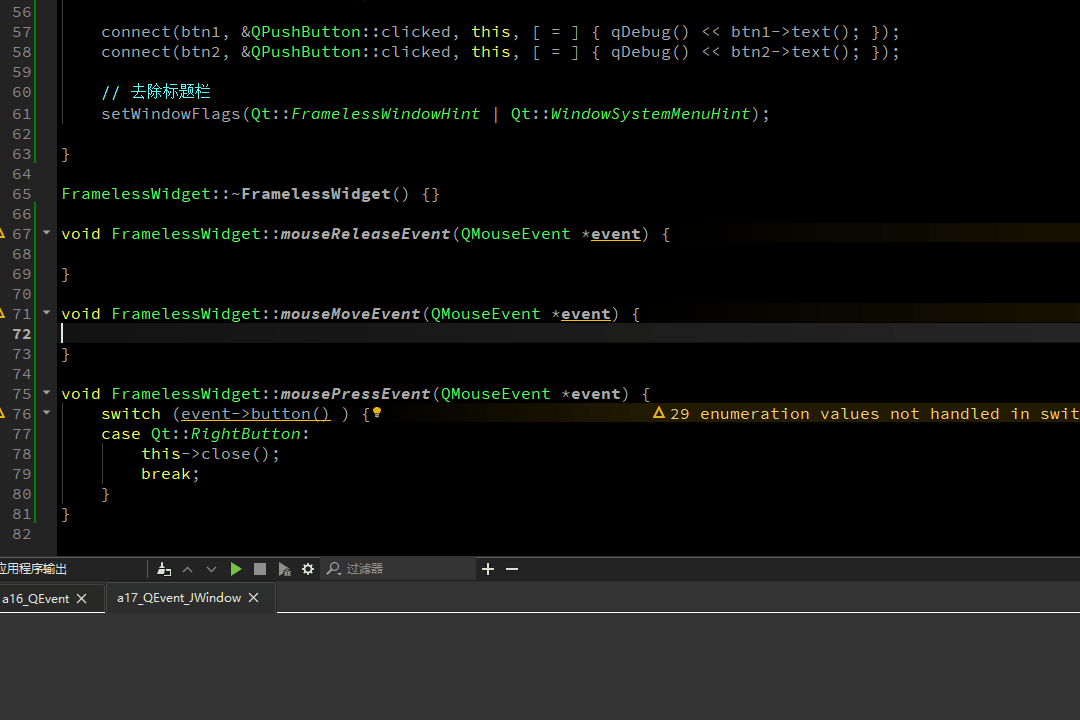 56
57 connect(btn1, &QPushButton::clicked, this, [ = ] { qDebug() << btn1->text(); });
58 connect(btn2, &QPushButton::clicked, this, [ = ] { qDebug() << btn2->text(); });
59
60 // 去除标题栏
61 setWindowFlags(Qt::FramelessWindowHint | Qt::WindowSystemMenuHint);
62
63 }
64
65 FramelessWidget::~FramelessWidget() {}
66
67 void FramelessWidget::mouseReleaseEvent(QMouseEvent *event) {
68
69 }
70
71 void FramelessWidget::mouseMoveEvent(QMouseEvent *event) {
72
73 }
74
75 void FramelessWidget::mousePressEvent(QMouseEvent *event) {
76 switch (event->button() ) { 29 enumeration values not handled in swit
77 case Qt::RightButton:
78 this->close();
79 break;
80 }
81 }
82
应用程序输出 过滤器
a16_QEvent a17_QEvent_JWindow